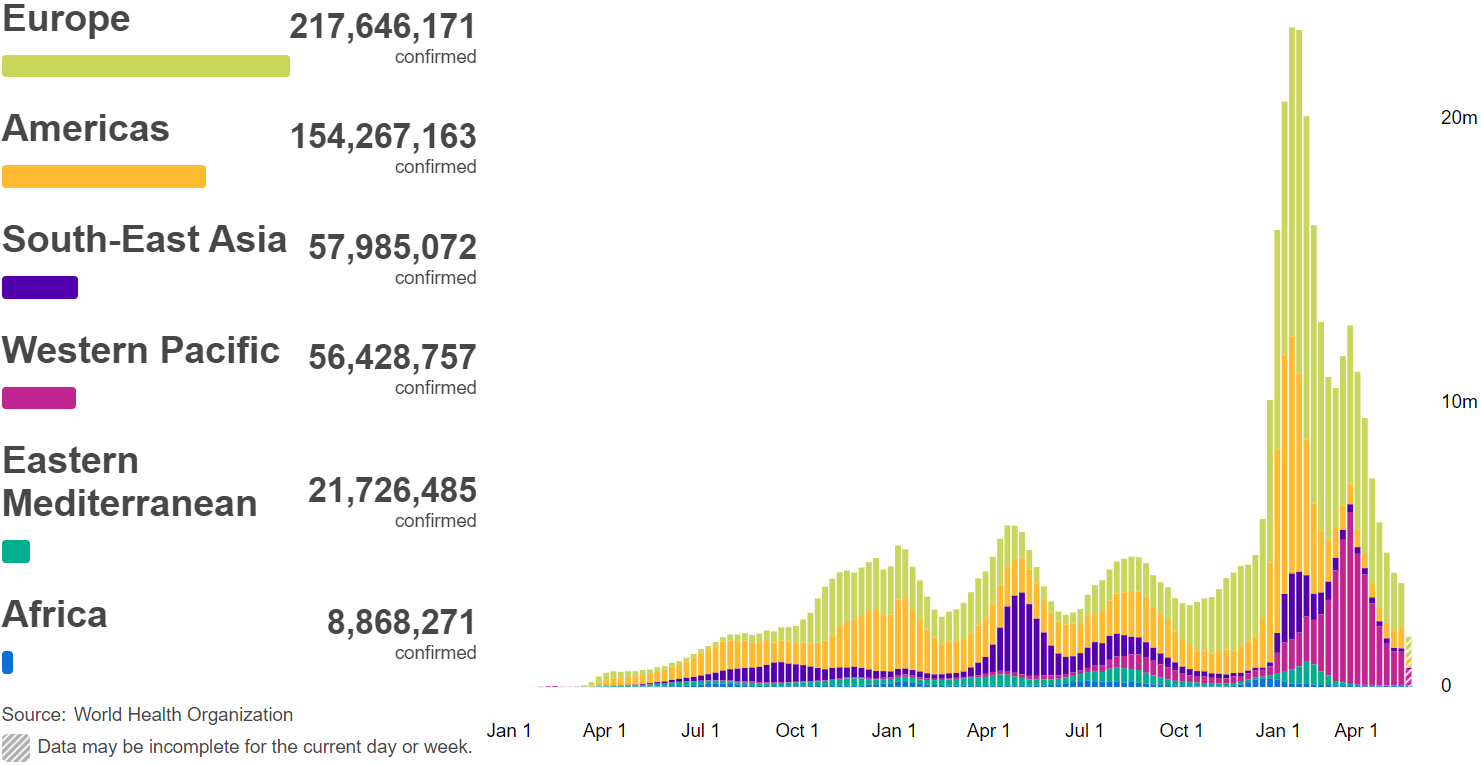 Europe
217,646,171
confirmed
Americas
154,267,163
confirmed
South-East Asia
57,985,072
confirmed
Western Pacific
56,428,757
confirmed
Eastern
Mediterranean
21,726,485
confirmed
Africa
8,868,271
confirmed
Source: World Health Organization
Data may be incomplete for the current day or week.
20m
10m
0
Jan 1 Apr 1 Jul 1 Oct 1 Jan 1 Apr 1 Jul 1 Oct 1 Jan 1 Apr 1